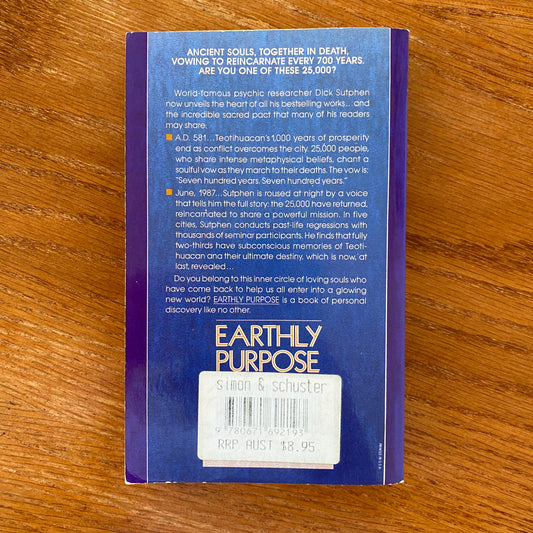 ANCIENT SOULS, TOGETHER IN DEATH,
VOWING TO REINCARNATE EVERY 700 YEARS.
ARE YOU ONE OF THESE 25,000?
World-famous psychic researcher Dick Sutphen
now unveils the heart of all his bestselling works...and
the incredible sacred pact that many of his readers
may share...
A.D. 581...Teotihuacan's 1,000 years of prosperity
end as conflict overcomes the city. 25,000 people,
who share intense metaphysical beliefs, chant a
soulful vow as they march to their deaths. The vow is:
"Seven hundred years. Seven hundred years."
June, 1987...Sutphen is roused at night by a voice
that tells him the full story: the 25,000 have returned,
reincarnated to share a powerful mission. In five
cities, Sutphen conducts past-life regressions with
thousands of seminar participants. He finds that fully
two-thirds have subconscious memories of Teoti-
huacan and their ultimate destiny, which is now, at
last, revealed...
Do you belong to this inner circle of loving souls who
have come back to help us all enter into a glowing
new world? EARTHLY PURPOSE is a book of personal
discovery like no other.
EARTHLY
PURPOSE
simon & schuster
9 780671 692193
RRP AUST $8.95